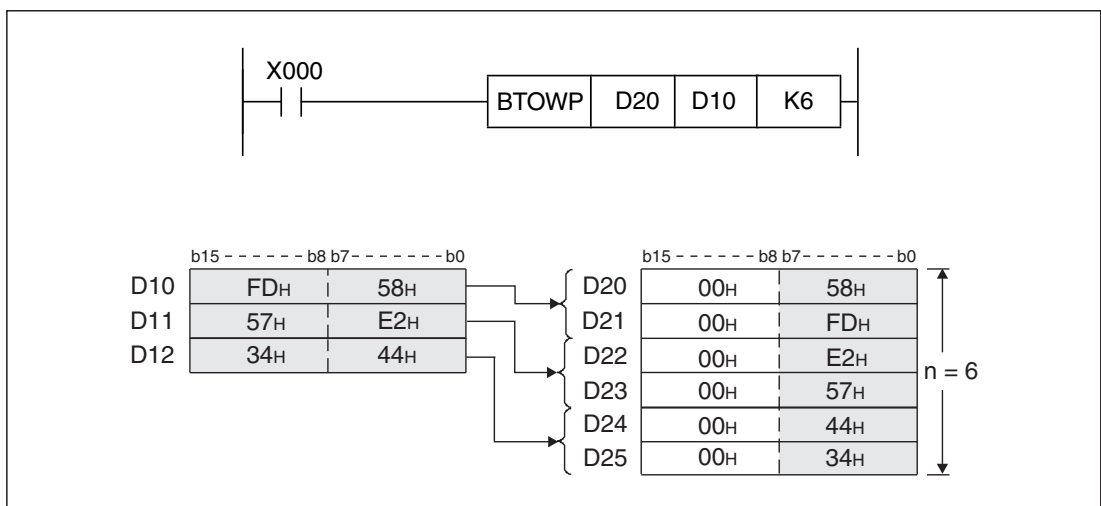 X000
BTOWP D20 D10 K6
b15 - - - - - - b8 b7- - - - - - - b0 b15 - - - - - - b8 b7- - - - - - - b0
D10 FDH 58H D20 00H 58H
D11 57H E2H D21 00H FDH
D12 34H 44H D22 00H E2H
n = 6
D23 00H 57H
D24 00H 44H
D25 00H 34H